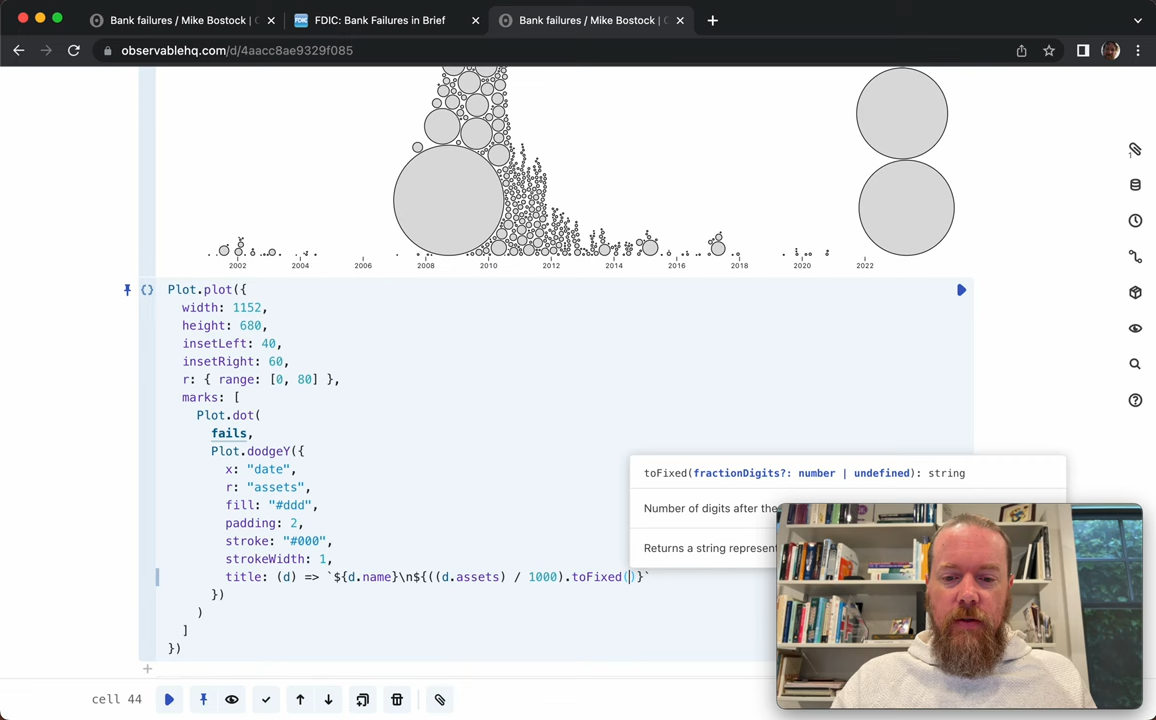 Bank failures / Mike Bostock | FDIC: Bank Failures in Brief Bank failures / Mike Bostock |
observablehq.com/d/4aacc8ae9329f085
2002 2004 2006 2008 2010 2012 2014 2016 2018 2020 2022
Plot.plot({
width: 1152,
height: 680,
insetLeft: 40,
insetRight: 60,
r: { range: [0, 80] },
marks: [
Plot.dot(
fails,
Plot.dodgeY({
x: "date",
r: "assets",
fill: "#ddd",
padding: 2,
stroke: "#000",
strokeWidth: 1,
title: (d) => `${d.name}\n${((d.assets) / 1000).toFixed()}`
})
)
]
})
toFixed(fractionDigits?: number | undefined): string
Number of digits after the
Returns a string represent
cell 44